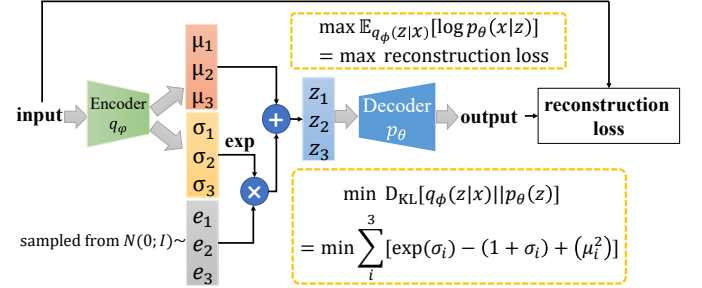 max 𝔼_{q_ϕ(z|x)}[log p_θ(x|z)]
= max reconstruction loss
μ₁
μ₂
μ₃
input
Encoder
q_φ
σ₁
σ₂
σ₃
exp
+
×
z₁
z₂
z₃
Decoder
p_θ
output
reconstruction
loss
sampled from N(0; I)~
e₁
e₂
e₃
min D_KL[q_ϕ(z|x)||p_θ(z)]
= min ∑_i^3 [exp(σ_i) − (1 + σ_i) + (μ_i^2)]